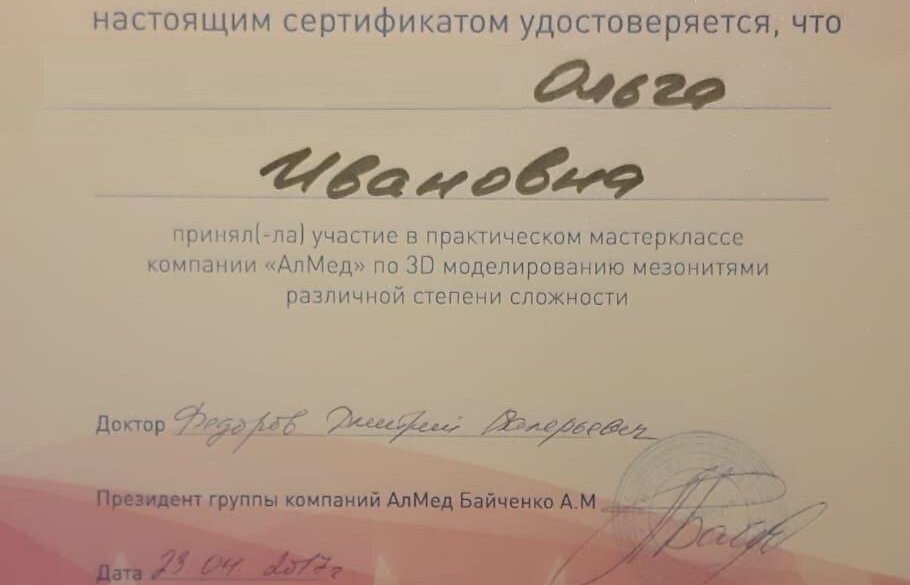 настоящим сертификатом удостоверяется, что
Ольга
Ивановна
принял(-ла) участие в практическом мастерклассе
компании «АлМед» по 3D моделированию мезонитями
различной степени сложности
Доктор Федоров Дмитрий Валерьевич
Президент группы компаний АлМед Байченко А.М
Дата 23 04 2017г